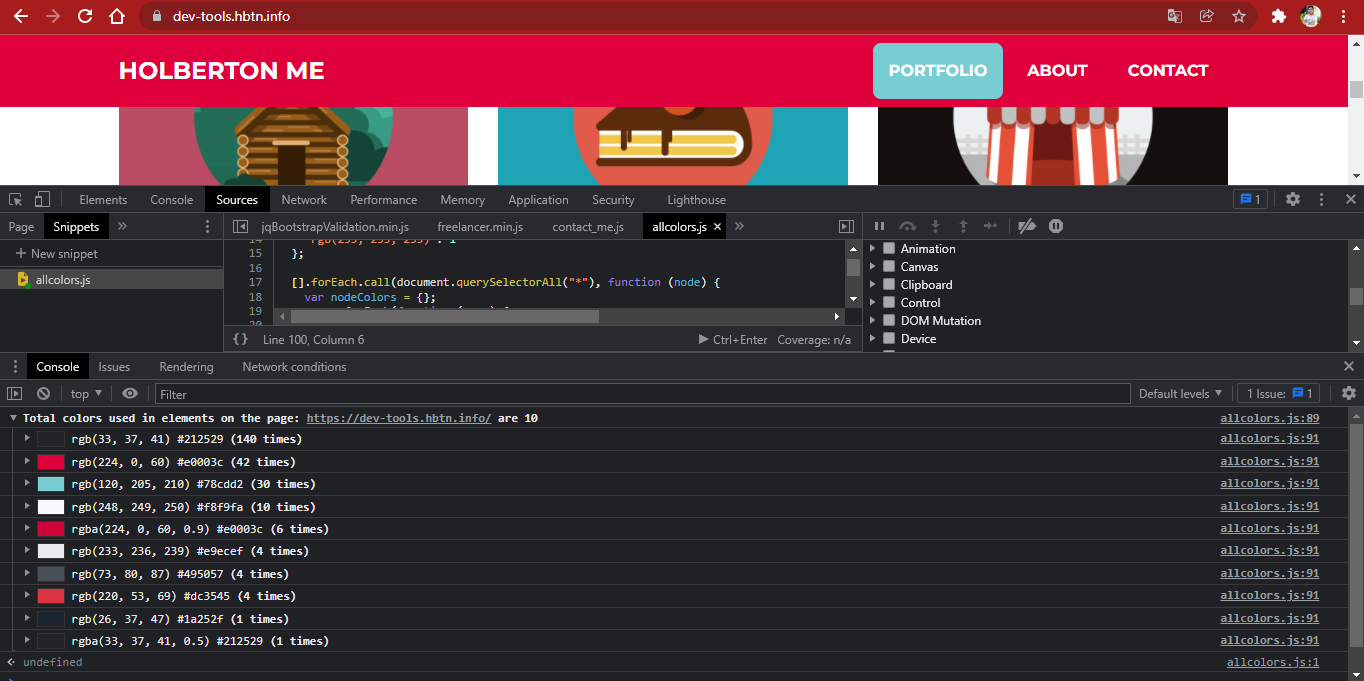 dev-tools.hbtn.info
HOLBERTON ME
PORTFOLIO ABOUT CONTACT
Elements Console Sources Network Performance Memory Application Security Lighthouse 1
Page Snippets » jqBootstrapValidation.min.js freelancer.min.js contact_me.js allcolors.js × »
+ New snippet
allcolors.js
15 };
16
17 [].forEach.call(document.querySelectorAll("*"), function (node) {
18 var nodeColors = {};
19
{} Line 100, Column 6 Ctrl+Enter Coverage: n/a
Animation
Canvas
Clipboard
Control
DOM Mutation
Device
Console Issues Rendering Network conditions
top Filter Default levels 1 Issue: 1
Total colors used in elements on the page: https://dev-tools.hbtn.info/ are 10 allcolors.js:89
rgb(33, 37, 41) #212529 (140 times) allcolors.js:91
rgb(224, 0, 60) #e0003c (42 times) allcolors.js:91
rgb(120, 205, 210) #78cdd2 (30 times) allcolors.js:91
rgb(248, 249, 250) #f8f9fa (10 times) allcolors.js:91
rgba(224, 0, 60, 0.9) #e0003c (6 times) allcolors.js:91
rgb(233, 236, 239) #e9ecef (4 times) allcolors.js:91
rgb(73, 80, 87) #495057 (4 times) allcolors.js:91
rgb(220, 53, 69) #dc3545 (4 times) allcolors.js:91
rgb(26, 37, 47) #1a252f (1 times) allcolors.js:91
rgba(33, 37, 41, 0.5) #212529 (1 times) allcolors.js:91
undefined allcolors.js:1